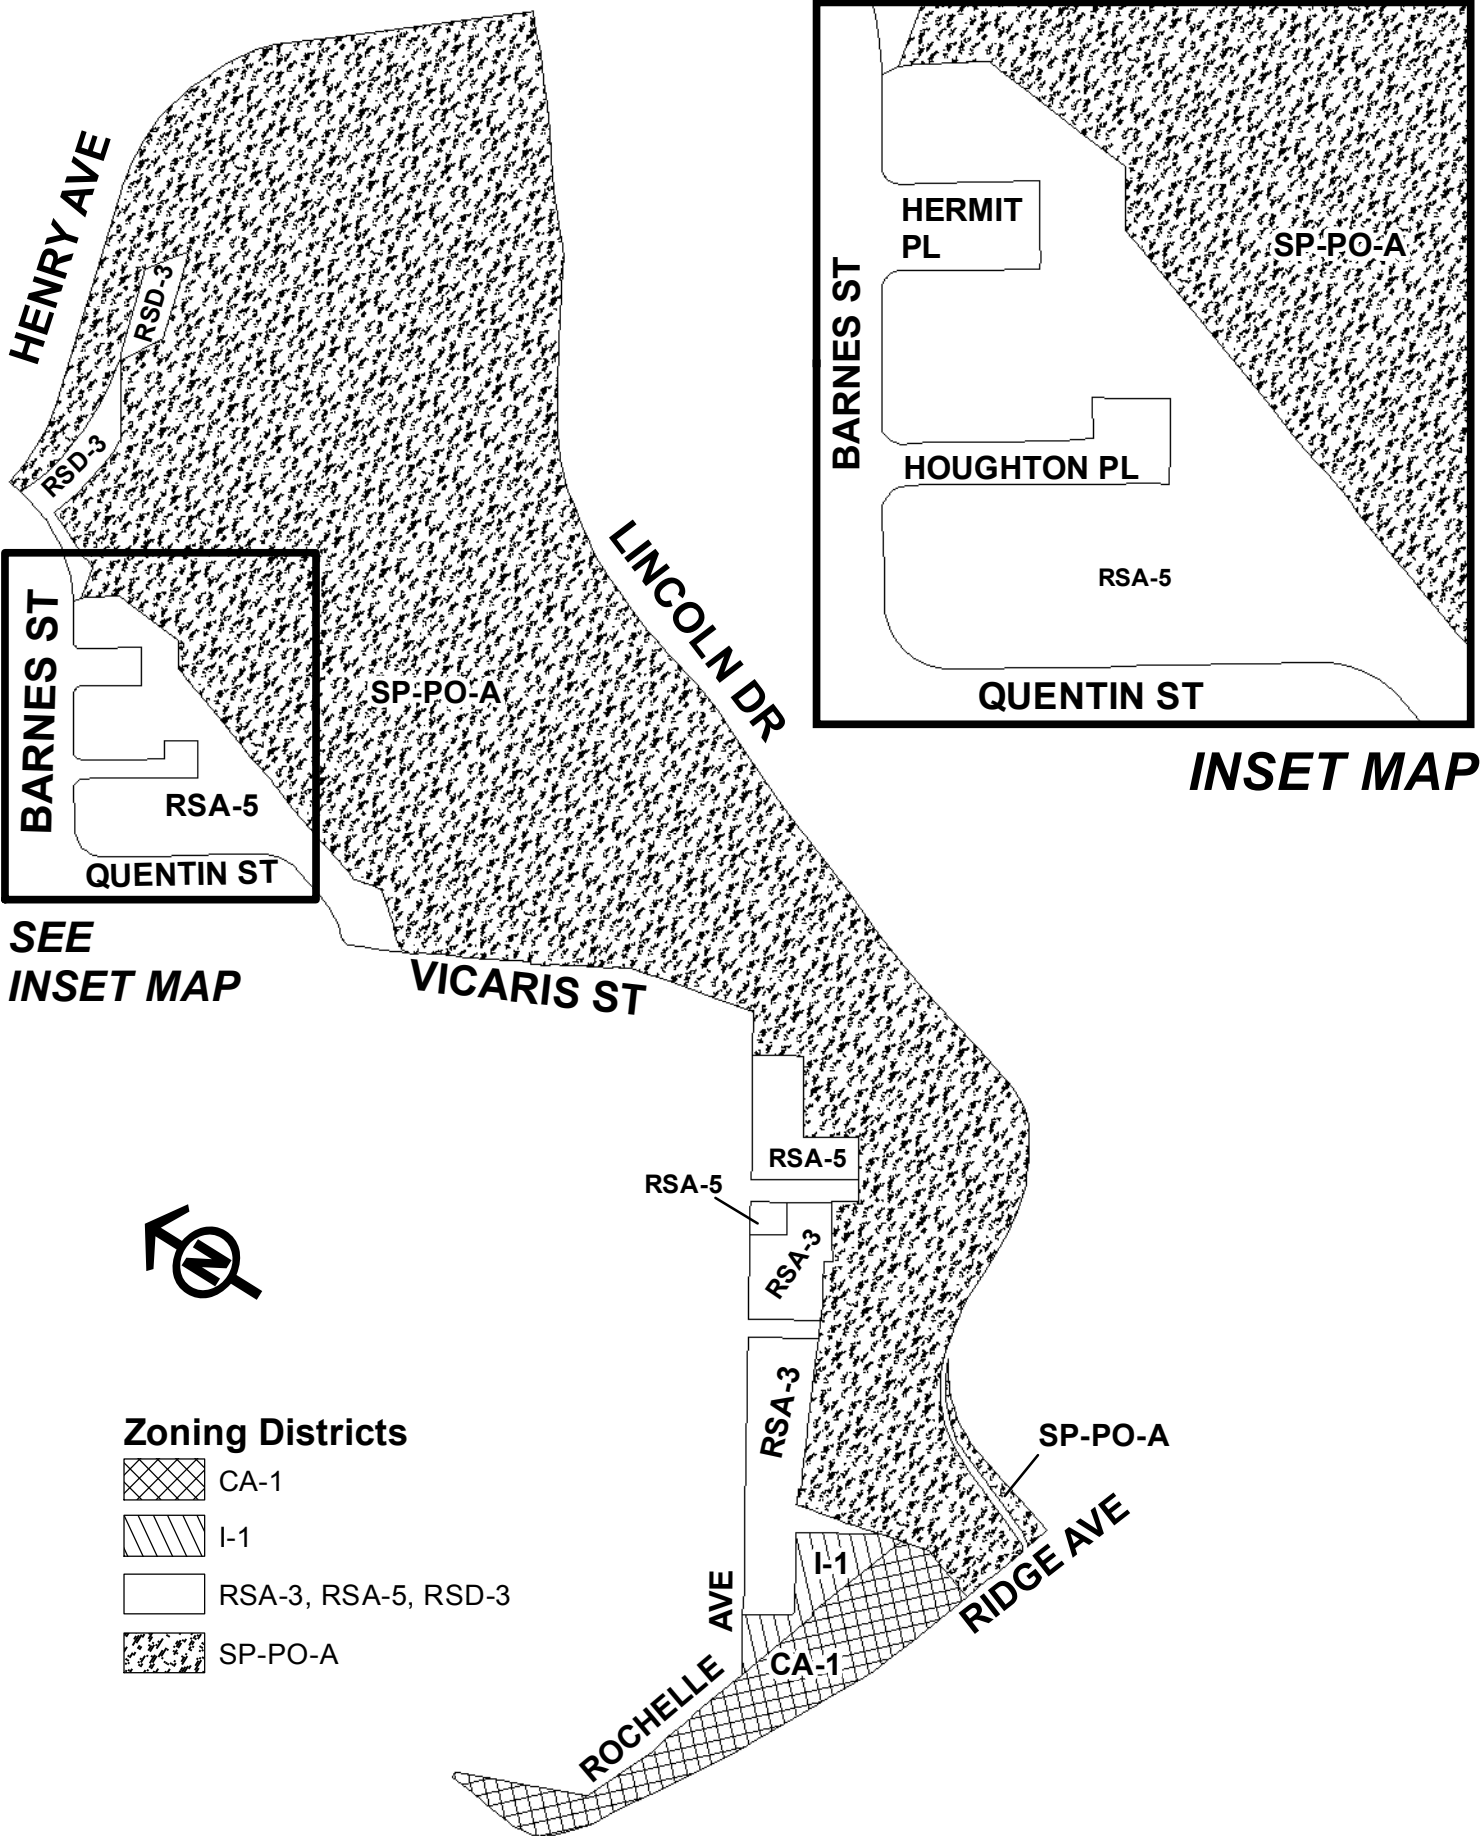 HENRY AVE
RSD-3
RSD-3
BARNES ST
RSA-5
QUENTIN ST
SEE
INSET MAP
SP-PO-A
LINCOLN DR
VICARIS ST
HERMIT
PL
SP-PO-A
BARNES ST
HOUGHTON PL
RSA-5
QUENTIN ST
INSET MAP
RSA-5
RSA-5
RSA-3
RSA-3
SP-PO-A
RIDGE AVE
I-1
CA-1
ROCHELLE
AVE
N
Zoning Districts
CA-1
I-1
RSA-3, RSA-5, RSD-3
SP-PO-A